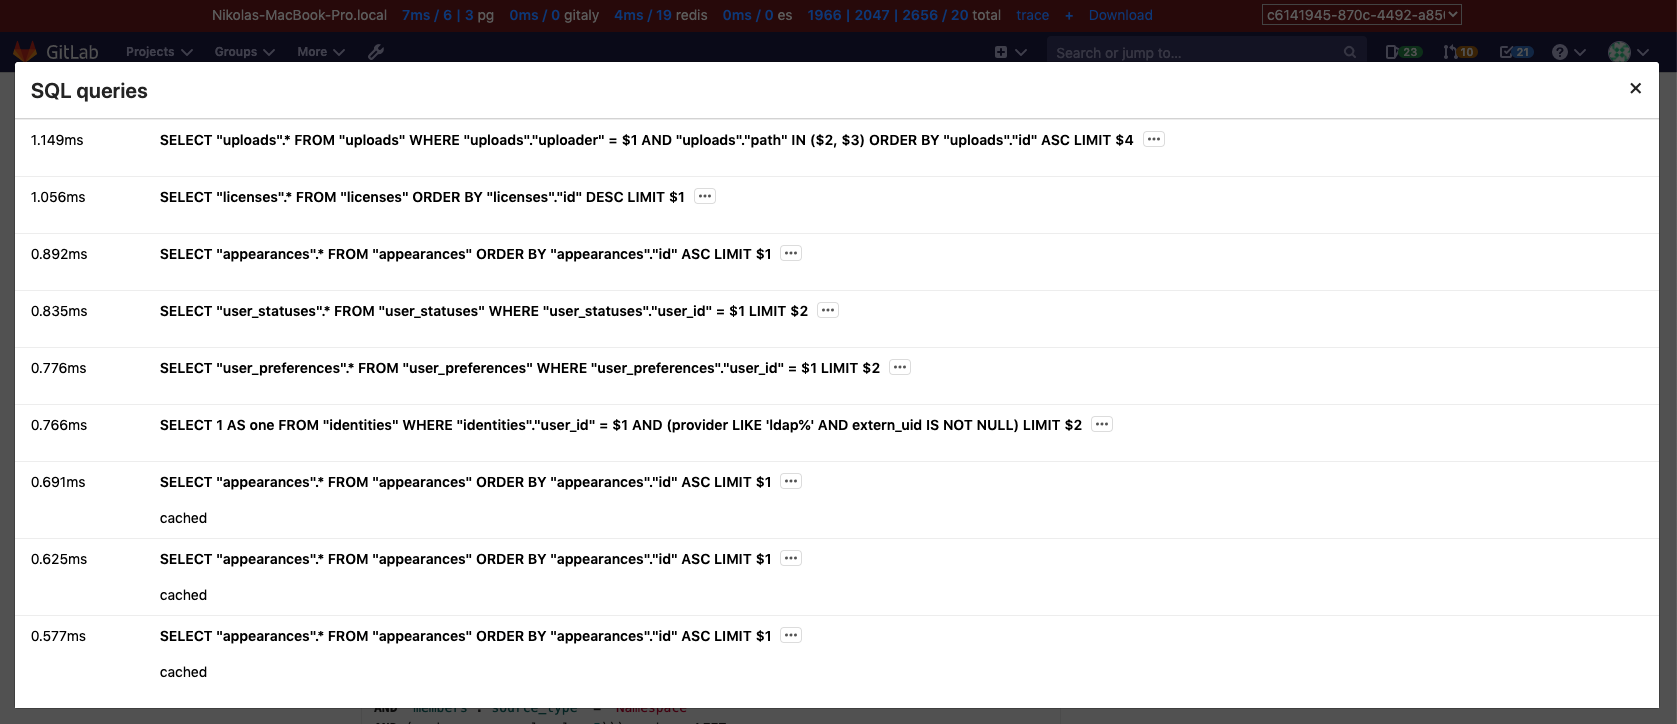 Nikolas-MacBook-Pro.local 7ms / 6 | 3 pg 0ms / 0 gitaly 4ms / 19 redis 0ms / 0 es 1966 | 2047 | 2656 / 20 total trace + Download c6141945-870c-4492-a85
GitLab Projects Groups More Search or jump to... 23 10 21
SQL queries
1.149ms SELECT "uploads".* FROM "uploads" WHERE "uploads"."uploader" = $1 AND "uploads"."path" IN ($2, $3) ORDER BY "uploads"."id" ASC LIMIT $4
1.056ms SELECT "licenses".* FROM "licenses" ORDER BY "licenses"."id" DESC LIMIT $1
0.892ms SELECT "appearances".* FROM "appearances" ORDER BY "appearances"."id" ASC LIMIT $1
0.835ms SELECT "user_statuses".* FROM "user_statuses" WHERE "user_statuses"."user_id" = $1 LIMIT $2
0.776ms SELECT "user_preferences".* FROM "user_preferences" WHERE "user_preferences"."user_id" = $1 LIMIT $2
0.766ms SELECT 1 AS one FROM "identities" WHERE "identities"."user_id" = $1 AND (provider LIKE 'ldap%' AND extern_uid IS NOT NULL) LIMIT $2
0.691ms SELECT "appearances".* FROM "appearances" ORDER BY "appearances"."id" ASC LIMIT $1
cached
0.625ms SELECT "appearances".* FROM "appearances" ORDER BY "appearances"."id" ASC LIMIT $1
cached
0.577ms SELECT "appearances".* FROM "appearances" ORDER BY "appearances"."id" ASC LIMIT $1
cached